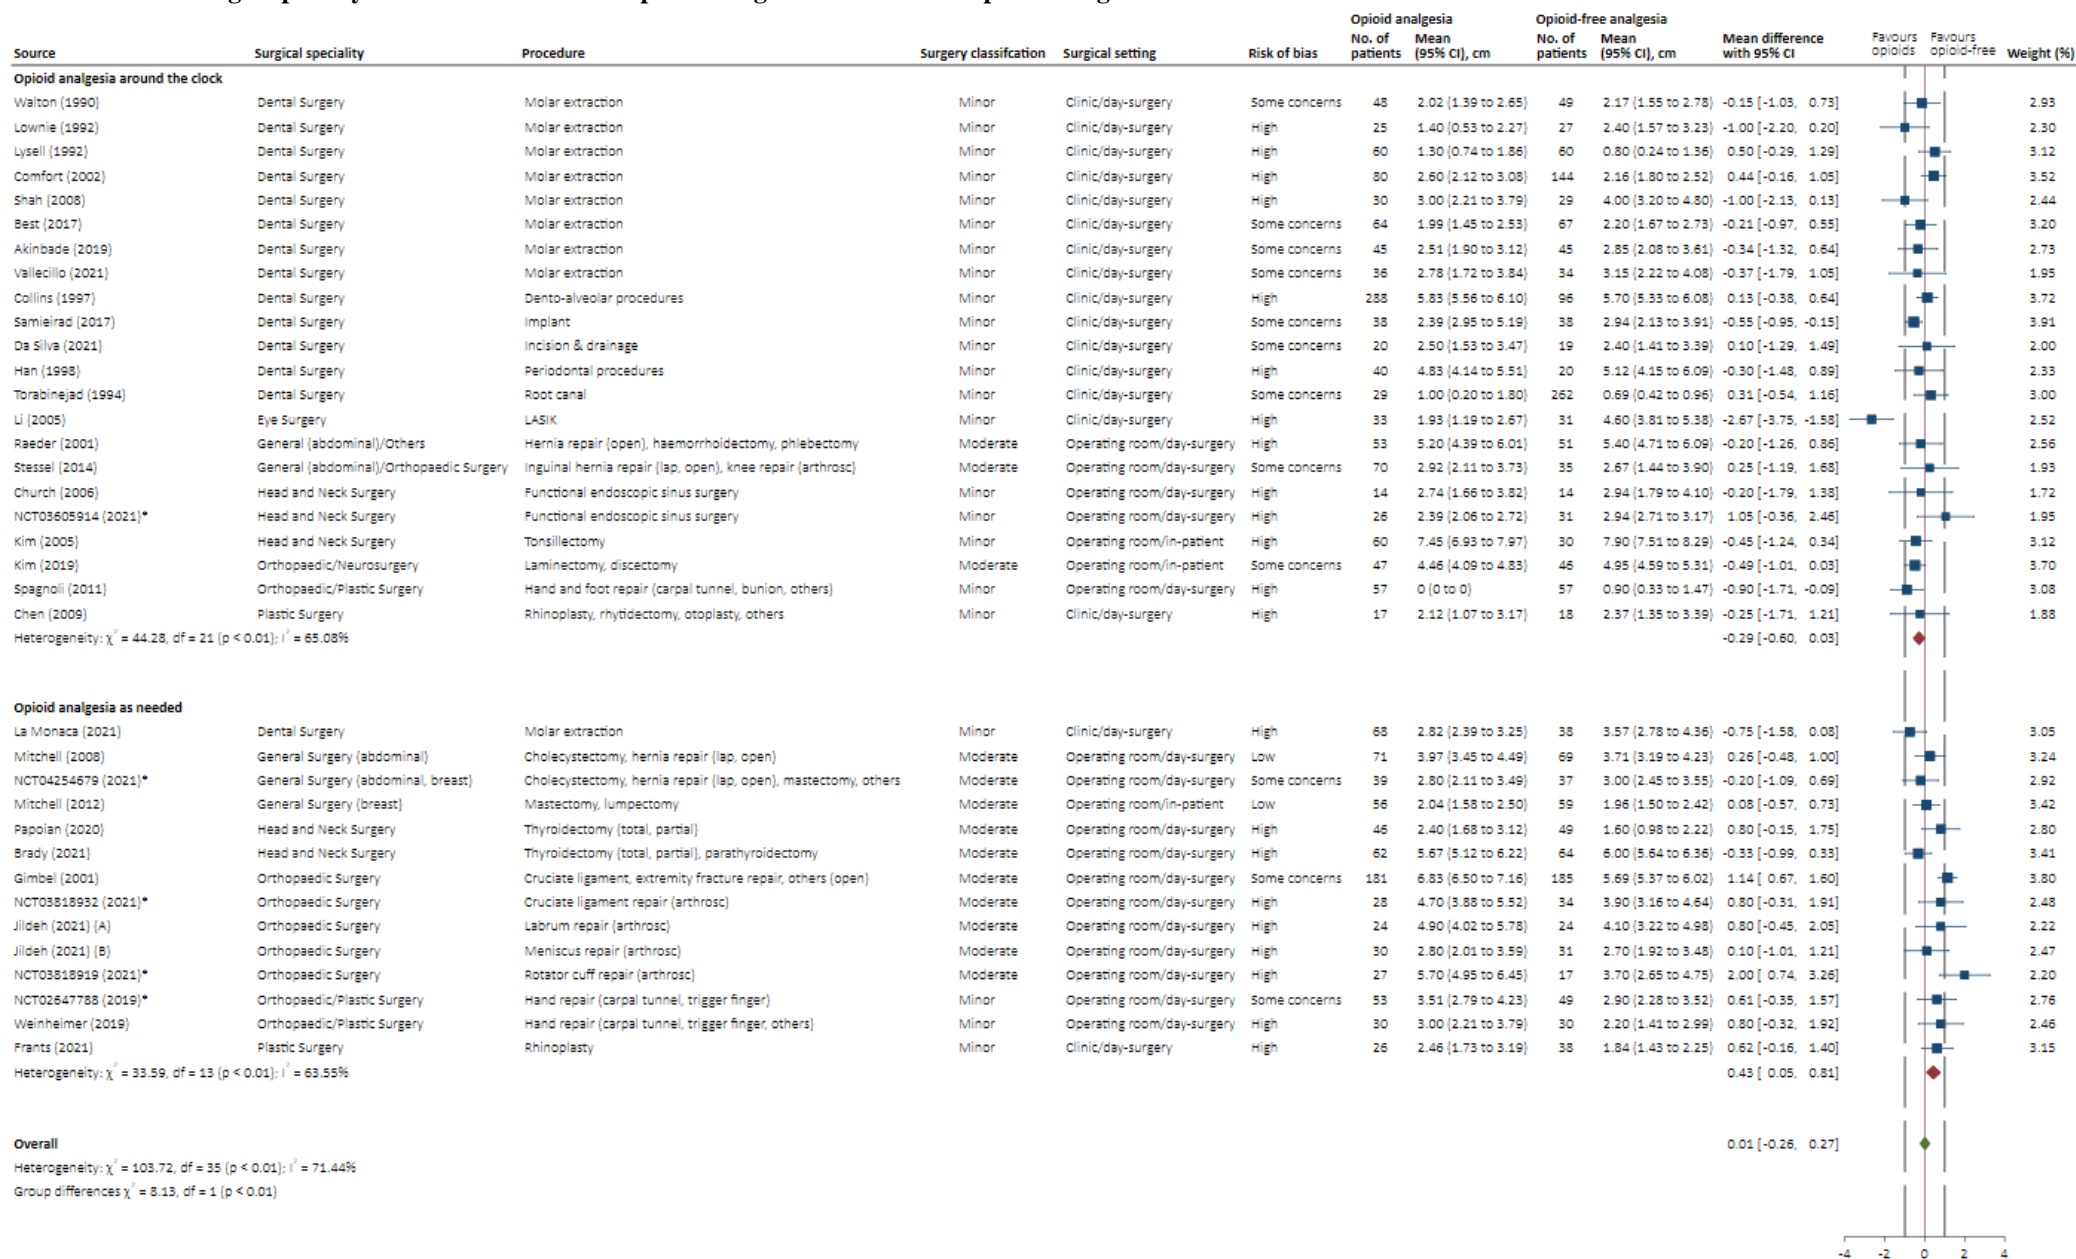 Opioid analgesia Opioid-free analgesia
No. of Mean No. of Mean Mean difference Favours Favours
Source Surgical speciality Procedure Surgery classifcation Surgical setting Risk of bias patients (95% CI), cm patients (95% CI), cm with 95% CI opioids opioid-free Weight (%)
Opioid analgesia around the clock
Walton (1990) Dental Surgery Molar extraction Minor Clinic/day-surgery Some concerns 48 2.02 (1.39 to 2.65) 49 2.17 (1.55 to 2.78) -0.15 [-1.03, 0.73] 2.93
Lownie (1992) Dental Surgery Molar extraction Minor Clinic/day-surgery High 25 1.40 (0.53 to 2.27) 27 2.40 (1.57 to 3.23) -1.00 [-2.20, 0.20] 2.30
Lysell (1992) Dental Surgery Molar extraction Minor Clinic/day-surgery High 60 1.30 (0.74 to 1.86) 60 0.80 (0.24 to 1.36) 0.50 [-0.29, 1.29] 3.12
Comfort (2002) Dental Surgery Molar extraction Minor Clinic/day-surgery High 80 2.60 (2.12 to 3.08) 144 2.16 (1.80 to 2.52) 0.44 [-0.16, 1.05] 3.52
Shah (2008) Dental Surgery Molar extraction Minor Clinic/day-surgery High 30 3.00 (2.21 to 3.79) 29 4.00 (3.20 to 4.80) -1.00 [-2.13, 0.13] 2.44
Best (2017) Dental Surgery Molar extraction Minor Clinic/day-surgery Some concerns 64 1.99 (1.45 to 2.53) 67 2.20 (1.67 to 2.73) -0.21 [-0.97, 0.55] 3.20
Akinbade (2019) Dental Surgery Molar extraction Minor Clinic/day-surgery Some concerns 45 2.51 (1.90 to 3.12) 45 2.85 (2.08 to 3.61) -0.34 [-1.32, 0.64] 2.73
Vallecillo (2021) Dental Surgery Molar extraction Minor Clinic/day-surgery Some concerns 36 2.78 (1.72 to 3.84) 34 3.15 (2.22 to 4.08) -0.37 [-1.79, 1.05] 1.95
Collins (1997) Dental Surgery Dento-alveolar procedures Minor Clinic/day-surgery High 288 5.83 (5.56 to 6.10) 96 5.70 (5.33 to 6.08) 0.13 [-0.38, 0.64] 3.72
Samieirad (2017) Dental Surgery Implant Minor Clinic/day-surgery Some concerns 38 2.39 (2.95 to 5.19) 38 2.94 (2.13 to 3.91) -0.55 [-0.95, -0.15] 3.91
Da Silva (2021) Dental Surgery Incision & drainage Minor Clinic/day-surgery Some concerns 20 2.50 (1.53 to 3.47) 19 2.40 (1.41 to 3.39) 0.10 [-1.29, 1.49] 2.00
Han (1998) Dental Surgery Periodontal procedures Minor Clinic/day-surgery High 40 4.83 (4.14 to 5.51) 20 5.12 (4.15 to 6.09) -0.30 [-1.48, 0.89] 2.33
Torabinejad (1994) Dental Surgery Root canal Minor Clinic/day-surgery Some concerns 29 1.00 (0.20 to 1.80) 262 0.69 (0.42 to 0.96) 0.31 [-0.54, 1.16] 3.00
Li (2005) Eye Surgery LASIK Minor Clinic/day-surgery High 33 1.93 (1.19 to 2.67) 31 4.60 (3.81 to 5.38) -2.67 [-3.75, -1.58] 2.52
Raeder (2001) General (abdominal)/Others Hernia repair (open), haemorrhoidectomy, phlebectomy Moderate Operating room/day-surgery High 53 5.20 (4.39 to 6.01) 51 5.40 (4.71 to 6.09) -0.20 [-1.26, 0.86] 2.56
Stessel (2014) General (abdominal)/Orthopaedic Surgery Inguinal hernia repair (lap, open), knee repair (arthrosc) Moderate Operating room/day-surgery Some concerns 70 2.92 (2.11 to 3.73) 35 2.67 (1.44 to 3.90) 0.25 [-1.19, 1.68] 1.93
Church (2006) Head and Neck Surgery Functional endoscopic sinus surgery Minor Operating room/day-surgery High 14 2.74 (1.66 to 3.82) 14 2.94 (1.79 to 4.10) -0.20 [-1.79, 1.38] 1.72
NCT03605914 (2021)* Head and Neck Surgery Functional endoscopic sinus surgery Minor Operating room/day-surgery High 26 2.39 (2.06 to 2.72) 31 2.94 (2.71 to 3.17) 1.05 [-0.36, 2.46] 1.95
Kim (2005) Head and Neck Surgery Tonsillectomy Minor Operating room/in-patient High 60 7.45 (6.93 to 7.97) 30 7.90 (7.51 to 8.29) -0.45 [-1.24, 0.34] 3.12
Kim (2019) Orthopaedic/Neurosurgery Laminectomy, discectomy Moderate Operating room/in-patient Some concerns 47 4.46 (4.09 to 4.83) 46 4.95 (4.59 to 5.31) -0.49 [-1.01, 0.03] 3.70
Spagnoli (2011) Orthopaedic/Plastic Surgery Hand and foot repair (carpal tunnel, bunion, others) Minor Operating room/day-surgery High 57 0 (0 to 0) 57 0.90 (0.33 to 1.47) -0.90 [-1.71, -0.09] 3.08
Chen (2009) Plastic Surgery Rhinoplasty, rhytidectomy, otoplasty, others Minor Clinic/day-surgery High 17 2.12 (1.07 to 3.17) 18 2.37 (1.35 to 3.39) -0.25 [-1.71, 1.21] 1.88
Heterogeneity: χ² = 44.28, df = 21 (p < 0.01); I² = 65.08% -0.29 [-0.60, 0.03]
Opioid analgesia as needed
La Monaca (2021) Dental Surgery Molar extraction Minor Clinic/day-surgery High 68 2.82 (2.39 to 3.25) 38 3.57 (2.78 to 4.36) -0.75 [-1.58, 0.08] 3.05
Mitchell (2008) General Surgery (abdominal) Cholecystectomy, hernia repair (lap, open) Moderate Operating room/day-surgery Low 71 3.97 (3.45 to 4.49) 69 3.71 (3.19 to 4.23) 0.26 [-0.48, 1.00] 3.24
NCT04254679 (2021)* General Surgery (abdominal, breast) Cholecystectomy, hernia repair (lap, open), mastectomy, others Moderate Operating room/day-surgery Some concerns 39 2.80 (2.11 to 3.49) 37 3.00 (2.45 to 3.55) -0.20 [-1.09, 0.69] 2.92
Mitchell (2012) General Surgery (breast) Mastectomy, lumpectomy Moderate Operating room/in-patient Low 56 2.04 (1.58 to 2.50) 59 1.96 (1.50 to 2.42) 0.08 [-0.57, 0.73] 3.42
Papoian (2020) Head and Neck Surgery Thyroidectomy (total, partial) Moderate Operating room/day-surgery High 46 2.40 (1.68 to 3.12) 49 1.60 (0.98 to 2.22) 0.80 [-0.15, 1.75] 2.80
Brady (2021) Head and Neck Surgery Thyroidectomy (total, partial), parathyroidectomy Moderate Operating room/day-surgery High 62 5.67 (5.12 to 6.22) 64 6.00 (5.64 to 6.36) -0.33 [-0.99, 0.33] 3.41
Gimbel (2001) Orthopaedic Surgery Cruciate ligament, extremity fracture repair, others (open) Moderate Operating room/day-surgery Some concerns 181 6.83 (6.50 to 7.16) 185 5.69 (5.37 to 6.02) 1.14 [ 0.67, 1.60] 3.80
NCT03818932 (2021)* Orthopaedic Surgery Cruciate ligament repair (arthrosc) Moderate Operating room/day-surgery High 28 4.70 (3.88 to 5.52) 34 3.90 (3.16 to 4.64) 0.80 [-0.31, 1.91] 2.48
Jildeh (2021) (A) Orthopaedic Surgery Labrum repair (arthrosc) Moderate Operating room/day-surgery High 24 4.90 (4.02 to 5.78) 24 4.10 (3.22 to 4.98) 0.80 [-0.45, 2.05] 2.22
Jildeh (2021) (B) Orthopaedic Surgery Meniscus repair (arthrosc) Moderate Operating room/day-surgery High 30 2.80 (2.01 to 3.59) 31 2.70 (1.92 to 3.48) 0.10 [-1.01, 1.21] 2.47
NCT03818919 (2021)* Orthopaedic Surgery Rotator cuff repair (arthrosc) Moderate Operating room/day-surgery High 27 5.70 (4.95 to 6.45) 17 3.70 (2.65 to 4.75) 2.00 [ 0.74, 3.26] 2.20
NCT02647788 (2019)* Orthopaedic/Plastic Surgery Hand repair (carpal tunnel, trigger finger) Minor Operating room/day-surgery Some concerns 53 3.51 (2.79 to 4.23) 49 2.90 (2.28 to 3.52) 0.61 [-0.35, 1.57] 2.76
Weinheimer (2019) Orthopaedic/Plastic Surgery Hand repair (carpal tunnel, trigger finger, others) Minor Operating room/day-surgery High 30 3.00 (2.21 to 3.79) 30 2.20 (1.41 to 2.99) 0.80 [-0.32, 1.92] 2.46
Frants (2021) Plastic Surgery Rhinoplasty Minor Clinic/day-surgery High 26 2.46 (1.73 to 3.19) 38 1.84 (1.43 to 2.25) 0.62 [-0.16, 1.40] 3.15
Heterogeneity: χ² = 33.59, df = 13 (p < 0.01); I² = 63.55% 0.43 [ 0.05, 0.81]
Overall 0.01 [-0.26, 0.27]
Heterogeneity: χ² = 103.72, df = 35 (p < 0.01); I² = 71.44%
Group differences χ² = 8.13, df = 1 (p < 0.01)
-4 -2 0 2 4